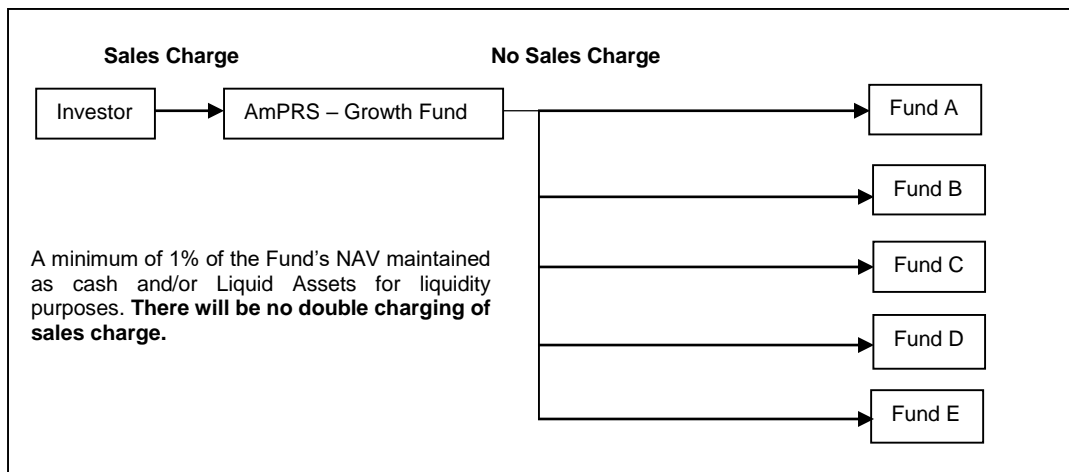 Sales Charge
No Sales Charge
Investor
AmPRS – Growth Fund
Fund A
Fund B
A minimum of 1% of the Fund's NAV maintained
as cash and/or Liquid Assets for liquidity
purposes. There will be no double charging of
sales charge.
Fund C
Fund D
Fund E